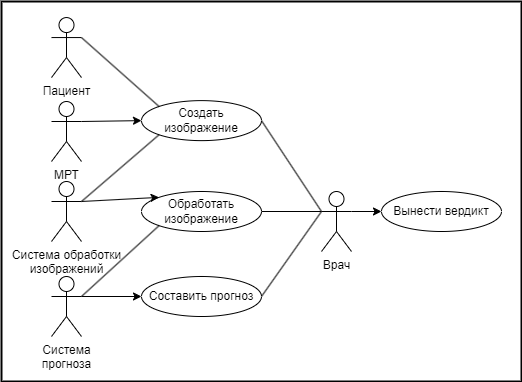 Пациент
Создать
изображение
МРТ
Обработать
изображение
Вынести вердикт
Система обработки
изображений
Врач
Составить прогноз
Система
прогноза